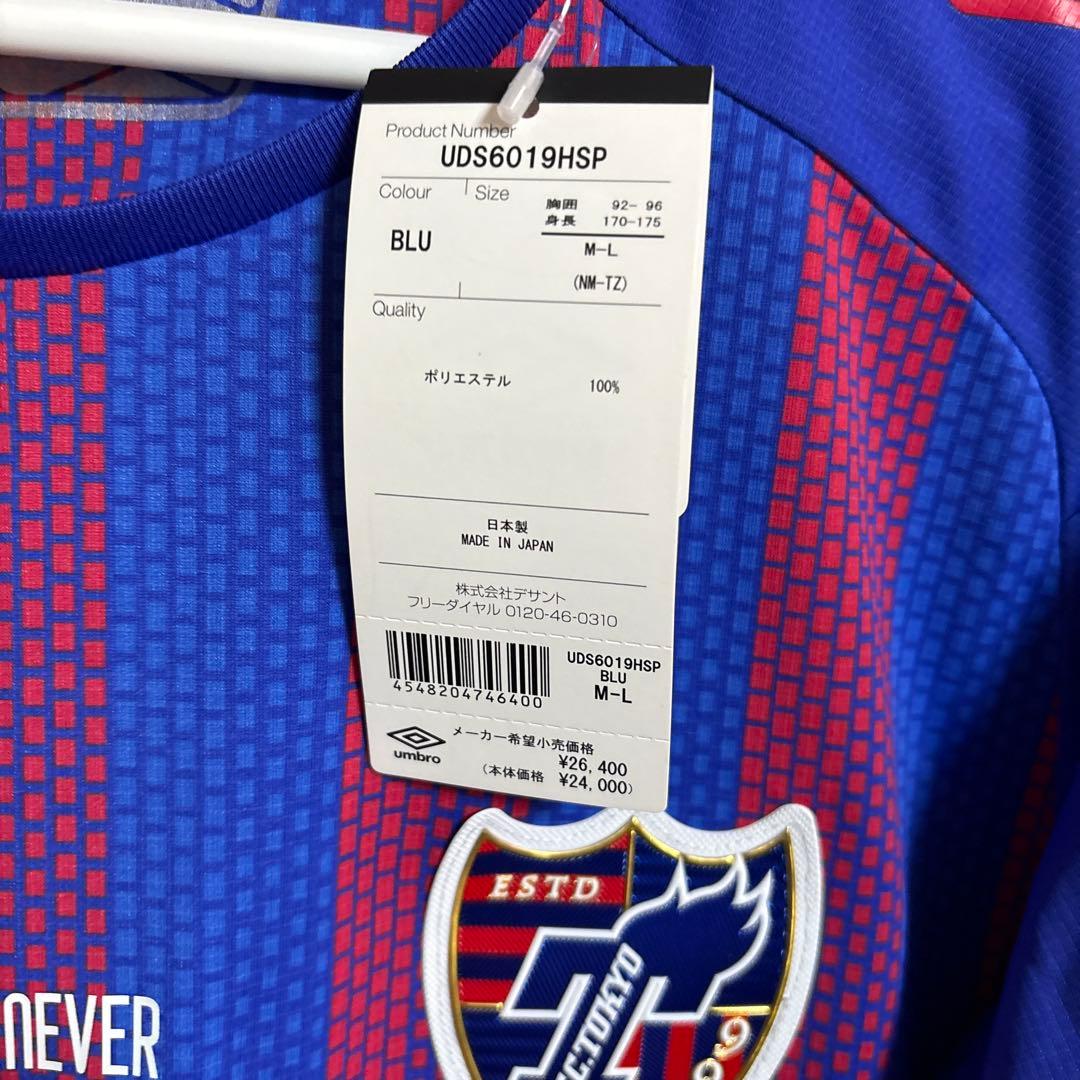 Product Number
UDS6019HSP
Colour Size
胸囲 92- 96
身長 170-175
BLU
M-L
(NM-TZ)
Quality
ポリエステル 100%
日本製
MADE IN JAPAN
株式会社デサント
フリーダイヤル 0120-46-0310
UDS6019HSP
BLU
M-L
4548204746400
umbro
メーカー希望小売価格
¥26,400
(本体価格 ¥24,000)
ESTD
F.C.TOKYO
NEVER